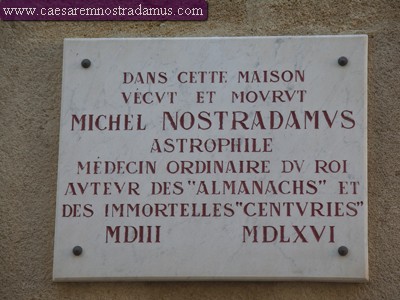 www.caesaremnostradamus.com
DANS CETTE MAISON
VÉCVT ET MOVRVT
MICHEL NOSTRADAMVS
ASTROPHILE
MÉDECIN ORDINAIRE DV ROI
AVTEVR DES "ALMANACHS" ET
DES IMMORTELLES "CENTVRIES"
MDIII MDLXVI